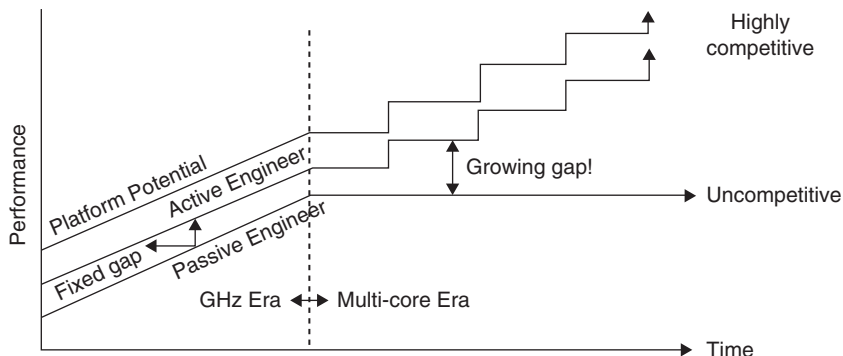 Highly
competitive
Performance
Platform Potential
Active Engineer
Growing gap!
Fixed gap
Passive Engineer
Uncompetitive
GHz Era
Multi-core Era
Time